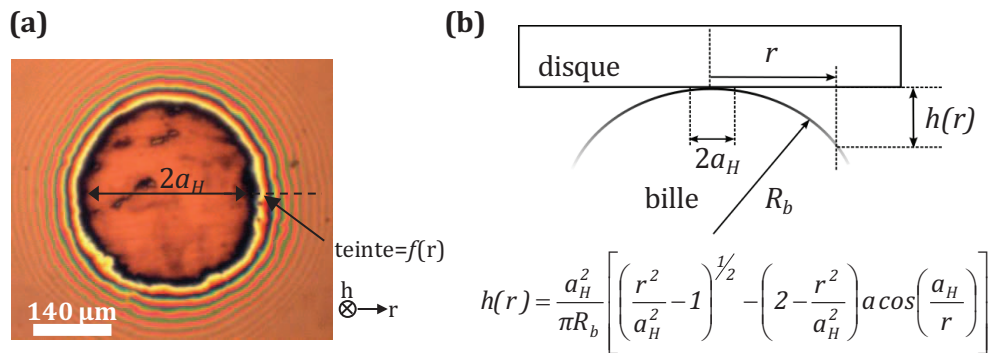 (a)
2a_H
teinte=f(r)
h
r
140 μm
(b)
disque
r
h(r)
2a_H
bille
R_b
h(r) = \frac{a_H^2}{\pi R_b} \left[ \left( \frac{r^2}{a_H^2} - 1 \right)^{1/2} - \left( 2 - \frac{r^2}{a_H^2} \right) a cos \left( \frac{a_H}{r} \right) \right]